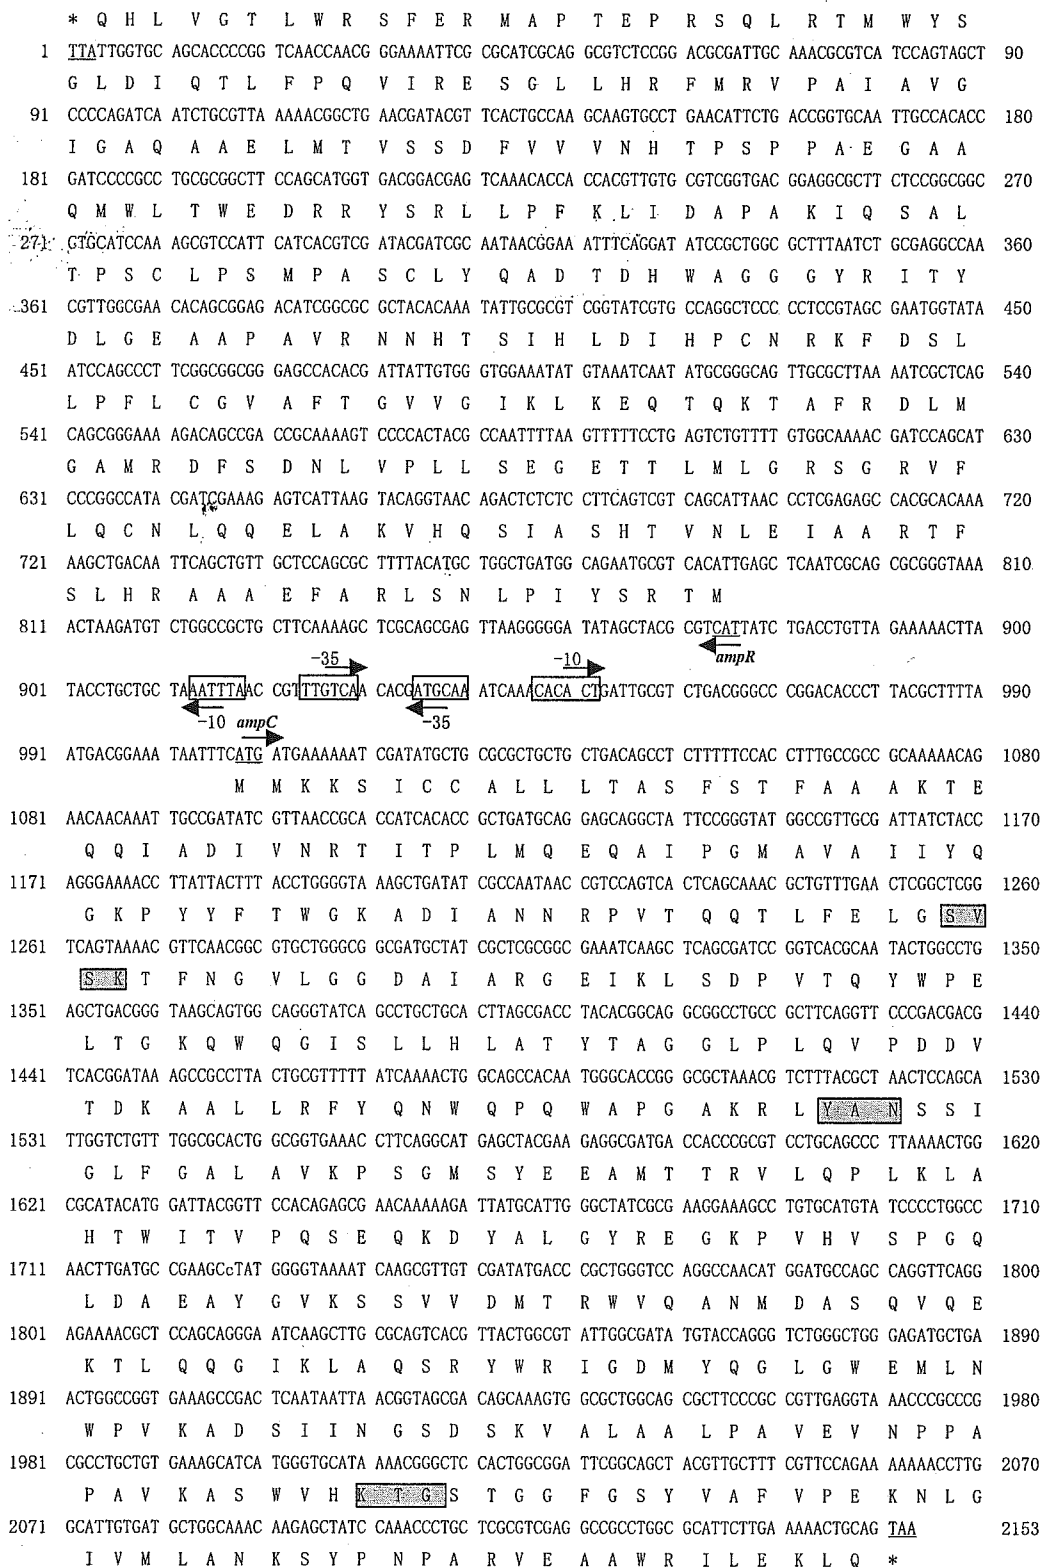 * Q H L V G T L W R S F E R M A P T E P R S Q L R T M W Y S
1 TTATTGGTGC AGCACCCCGG TCAACCAACG GGAAAATTCG CGCATCGCAG GCGTCTCCGG ACGCGATTGC AAACGCGTCA TCCAGTAGCT 90
G L D I Q T L F P Q V I R E S G L L H R F M R V P A I A V G
91 CCCCAGATCA AATCTGCGTTA AAAACGGCTG AACGATACGT TCACTGCCAA GCAAGTGCCT GAACATTCTG ACCGGTGCAA TTGCCACACC 180
I G A Q A A E L M T V S S D F V V V N H T P S P P A E G A A
181 GATCCCCGCC TGCGCGGCTT CCAGCATGGT GACGGACGAG TCAAACACCA CCACGTTGTG CGTCGGTGAC GGAGGCGCTT CTCCGGCGGC 270
Q M W L T W E D R R Y S R L L P F K L I D A P A K I Q S A L
271 GTGCATCCAA AGCGTCCATT CATCACGTCG ATACGATCGC AATAACGGAA ATTTCAGGAT ATCCGCTGGC GCTTTAATCT GCGAGGCCAA 360
T P S C L P S M P A S C L Y Q A D T D H W A G G G Y R I T Y
361 CGTTGGCGAA CACAGCGGAG ACATCGGCGC GCTACACAAA TATTGCGCGT CGGTATCGTG CCAGGCTCCC CCTCCGTAGC GAATGGTATA 450
D L G E A A P A V R N N H T S I H L D I H P C N R K F D S L
451 ATCCAGCCCT TCGGCGGCGG GAGCCACACG ATTATTGTGG GTGGAAATAT GTAAATCAAT ATGCGGGCAG TTGCGCTTAA AATCGCTCAG 540
L P F L C G V A F T G V V G I K L K E Q T Q K T A F R D L M
541 CAGCGGGAAA AGACAGCCGA CCGCAAAAGT CCCCACTACG CCAATTTTAA GTTTTTCCTG AGTCTGTTTT GTGGCAAAAC GATCCAGCAT 630
G A M R D F S D N L V P L L S E G E T T L M L G R S G R V F
631 CCCGGCCATA CGATCGAAAG AGTCATTAAG TACAGGTAAC AGACTCTCTC CTTCAGTCGT CAGCATTAAC CCTCGAGAGC CACGCACAAA 720
L Q C N L Q Q E L A K V H Q S I A S H T V N L E I A A R T F
721 AAGCTGACAA TTCAGCTGTT GCTCCAGCGC TTTTACATGC TGGCTGATGG CAGAATGCGT CACATTGAGC TCAATCGCAG CGCGGGTAAA 810
S L H R A A A E F A R L S N L P I Y S R T M
811 ACTAAGATGT CTGGCCGCTG CTTCAAAAGC TCGCAGCGAG TTAAGGGGGA TATAGCTACG CGTCATTATC TGACCTGTTA GAAAAACTTA 900
-35 -10 ampR
901 TACCTGCTGCT TAAATTTAACC CGTTTGTCAA CACGATGCAA ATCAAACACA CTGATTGCGT CTGACGGGCC CGGACACCCT TACGCTTTTA 990
-10 ampC -35
991 ATGACGGAAA TAATTTCATG ATGAAAAAAT CGATATGCTG CGCGCTGCTG CTGACAGCCT CTTTTTCCAC CTTTGCCGCC GCAAAAACAG 1080
M M K K S I C C A L L L T A S F S T F A A A K T E
1081 AACAACAAAT TGCCGATATC GTTAACCGCA CCATCACACC GCTGATGCAG GAGCAGGCTA TTCCGGGTAT GGCCGTTGCG ATTATCTACC 1170
Q Q I A D I V N R T I T P L M Q E Q A I P G M A V A I I Y Q
1171 AGGGAAAACC TTATTACTTT ACCTGGGGTA AAGCTGATAT CGCCAATAAC CGTCCAGTCA CTCAGCAAAC GCTGTTTGAA CTCGGCTCGG 1260
G K P Y Y F T W G K A D I A N N R P V T Q Q T L F E L G S V
1261 TCAGTAAAAC GTTCAACGGC GTGCTGGGCG GCGATGCTAT CGCTCGCGGC GAAATCAAGC TCAGCGATCC GGTCACGCAA TACTGGCCTG 1350
S K T F N G V L G G D A I A R G E I K L S D P V T Q Y W P E
1351 AGCTGACGGG TAAGCAGTGG CAGGGTATCA GCCTGCTGCA CTTAGCGACC TACACGGCAG GCGGCCTGCC GCTTCAGGTT CCCGACGACG 1440
L T G K Q W Q G I S L L H L A T Y T A G G L P L Q V P D D V
1441 TCACGGATAA AGCCGCCTTA CTGCGTTTTT ATCAAAACTG GCAGCCACAA TGGGCACCGG GCGCTAAACG TCTTTACGCT AACTCCAGCA 1530
T D K A A L L R F Y Q N W Q P Q W A P G A K R L Y A N S S I
1531 TTGGTCTGTT TGGCGCACTG GCGGTGAAAC CTTCAGGCAT GAGCTACGAA GAGGCGATGA CCACCCGCGT CCTGCAGCCC TTAAAACTGG 1620
G L F G A L A V K P S G M S Y E E A M T T R V L Q P L K L A
1621 CGCATACATG GATTACGGTT CCACAGAGCG AACAAAAAGA TTATGCATTG GGCTATCGCG AAGGAAAGCC TGTGCATGTA TCCCCTGGCC 1710
H T W I T V P Q S E Q K D Y A L G Y R E G K P V H V S P G Q
1711 AACTTGATGCC GAAGCcTAT GGGGTAAAAT CAAGCGTTGT CGATATGACC CGCTGGGTCC AGGCCAACAT GGATGCCAGC CAGGTTCAGG 1800
L D A E A Y G V K S S V V D M T R W V Q A N M D A S Q V Q E
1801 AGAAAACGCT CCAGCAGGGA ATCAAGCTTG CGCAGTCACG TTACTGGCGT ATTGGCGATA TGTACCAGGG TCTGGGCTGG GAGATGCTGA 1890
K T L Q Q G I K L A Q S R Y W R I G D M Y Q G L G W E M L N
1891 ACTGGCCGGT GAAAGCCGAC TCAATAATTA ACGGTAGCGA CAGCAAAGTG GCGCTGGCAG CGCTTCCCGC CGTTGAGGTA AACCCGCCCG 1980
W P V K A D S I I N G S D S K V A L A A L P A V E V N P P A
1981 CGCCTGCTGT GAAAGCATCA TGGGTGCATA AAACGGGCTC CACTGGCGGA TTCGGCAGCT ACGTTGCTTT CGTTCCAGAA AAAAACCTTG 2070
P A V K A S W V H K T G S T G G F G S Y V A F V P E K N L G
2071 GCATTGTGAT GCTGGCAAAC AAGAGCTATC CAAACCCTGC TCGCGTCGAG GCCGCCTGGC GCATTCTTGA AAAACTGCAG TAA 2153
I V M L A N K S Y P N P A R V E A A W R I L E K L Q *